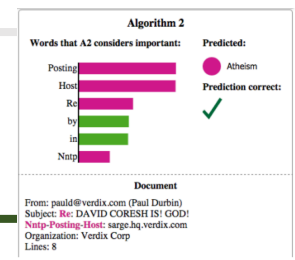 Algorithm 2
Words that A2 considers important:
Predicted:
Posting
Host
Re
by
in
Nntp
Atheism
Prediction correct:
Document
From: pauld@verdix.com (Paul Durbin)
Subject: Re: DAVID CORESH IS! GOD!
Nntp-Posting-Host: sarge.hq.verdix.com
Organization: Verdix Corp
Lines: 8